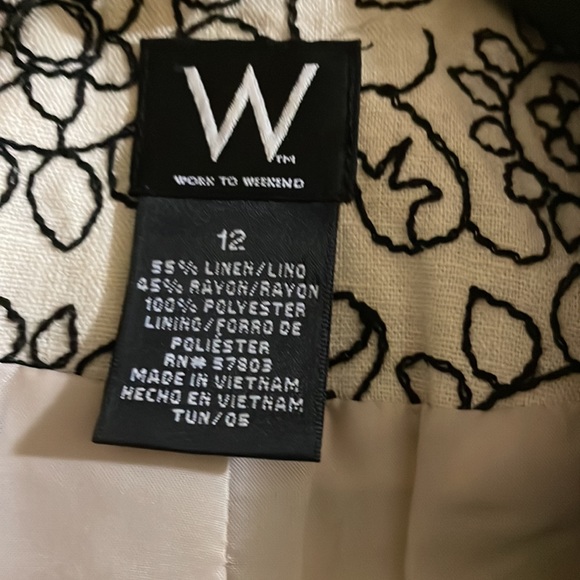 W TM
WORK TO WEEKEND
12
55% LINEN/LINO
45% RAYON/RAYON
100% POLYESTER
LINING/FORRO DE
POLIÉSTER
RN# 57803
MADE IN VIETNAM
HECHO EN VIETNAM
TUN/05